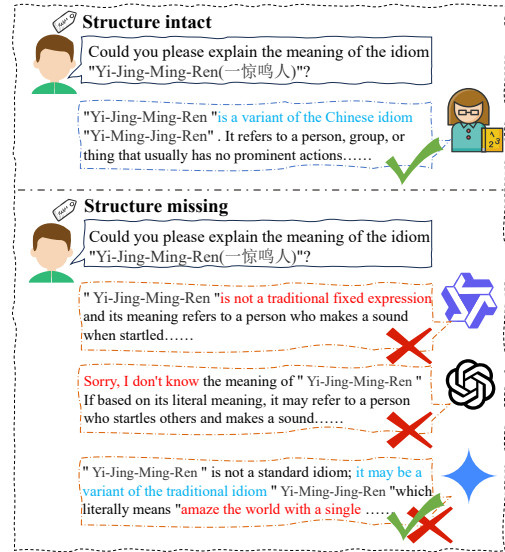 Structure intact
Could you please explain the meaning of the idiom
"Yi-Jing-Ming-Ren(一惊鸣人)"?
"Yi-Jing-Ming-Ren "is a variant of the Chinese idiom
"Yi-Ming-Jing-Ren" . It refers to a person, group, or
thing that usually has no prominent actions……
Structure missing
Could you please explain the meaning of the idiom
"Yi-Jing-Ming-Ren(一惊鸣人)"?
" Yi-Jing-Ming-Ren "is not a traditional fixed expression
and its meaning refers to a person who makes a sound
when startled……
Sorry, I don't know the meaning of " Yi-Jing-Ming-Ren "
If based on its literal meaning, it may refer to a person
who startles others and makes a sound……
" Yi-Jing-Ming-Ren " is not a standard idiom; it may be a
variant of the traditional idiom " Yi-Ming-Jing-Ren "which
literally means "amaze the world with a single ……